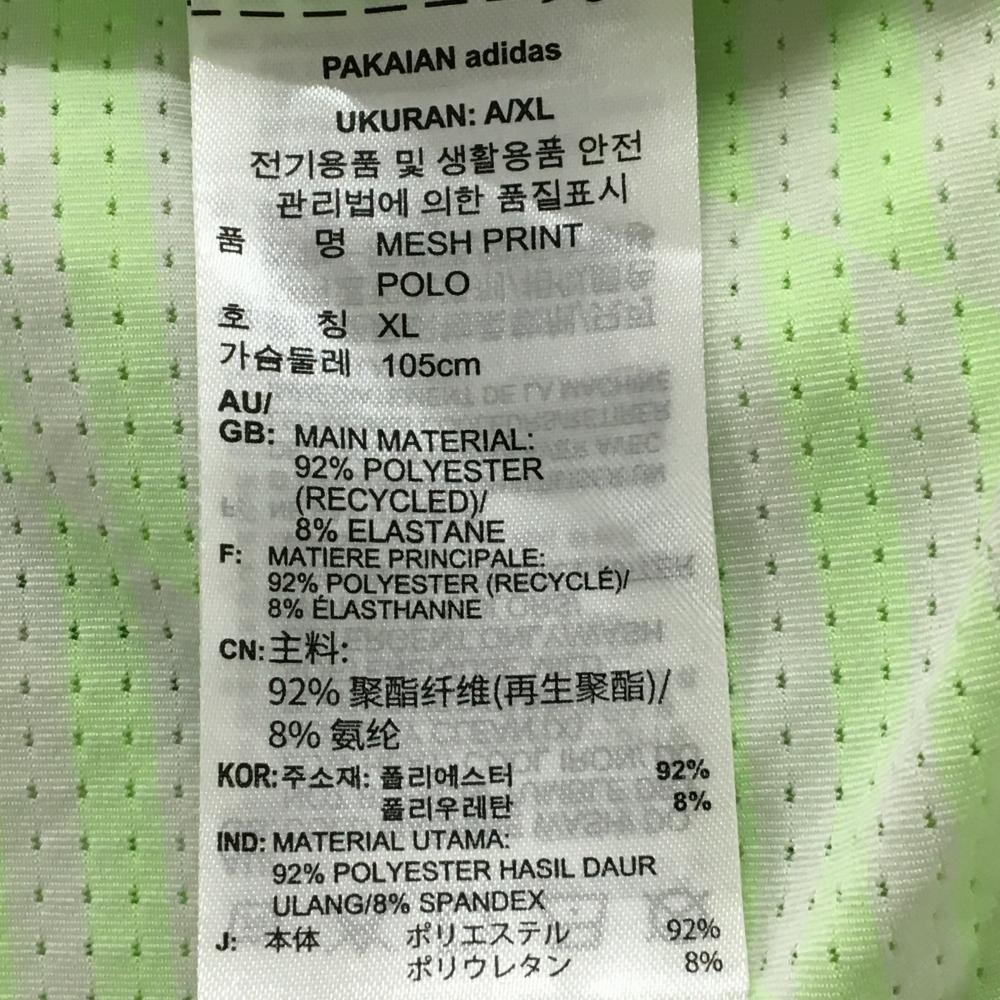 PAKAIAN adidas
UKURAN: A/XL
전기용품 및 생활용품 안전
관리법에 의한 품질표시
품 명 MESH PRINT
POLO
호 칭 XL
가슴둘레 105cm
AU/
GB: MAIN MATERIAL:
92% POLYESTER
(RECYCLED)/
8% ELASTANE
F: MATIERE PRINCIPALE:
92% POLYESTER (RECYCLÉ)/
8% ÉLASTHANNE
CN: 主料:
92% 聚酯纤维(再生聚酯)/
8% 氨纶
KOR: 주소재: 폴리에스터 92%
폴리우레탄 8%
IND: MATERIAL UTAMA:
92% POLYESTER HASIL DAUR
ULANG/8% SPANDEX
J: 本体 ポリエステル 92%
ポリウレタン 8%